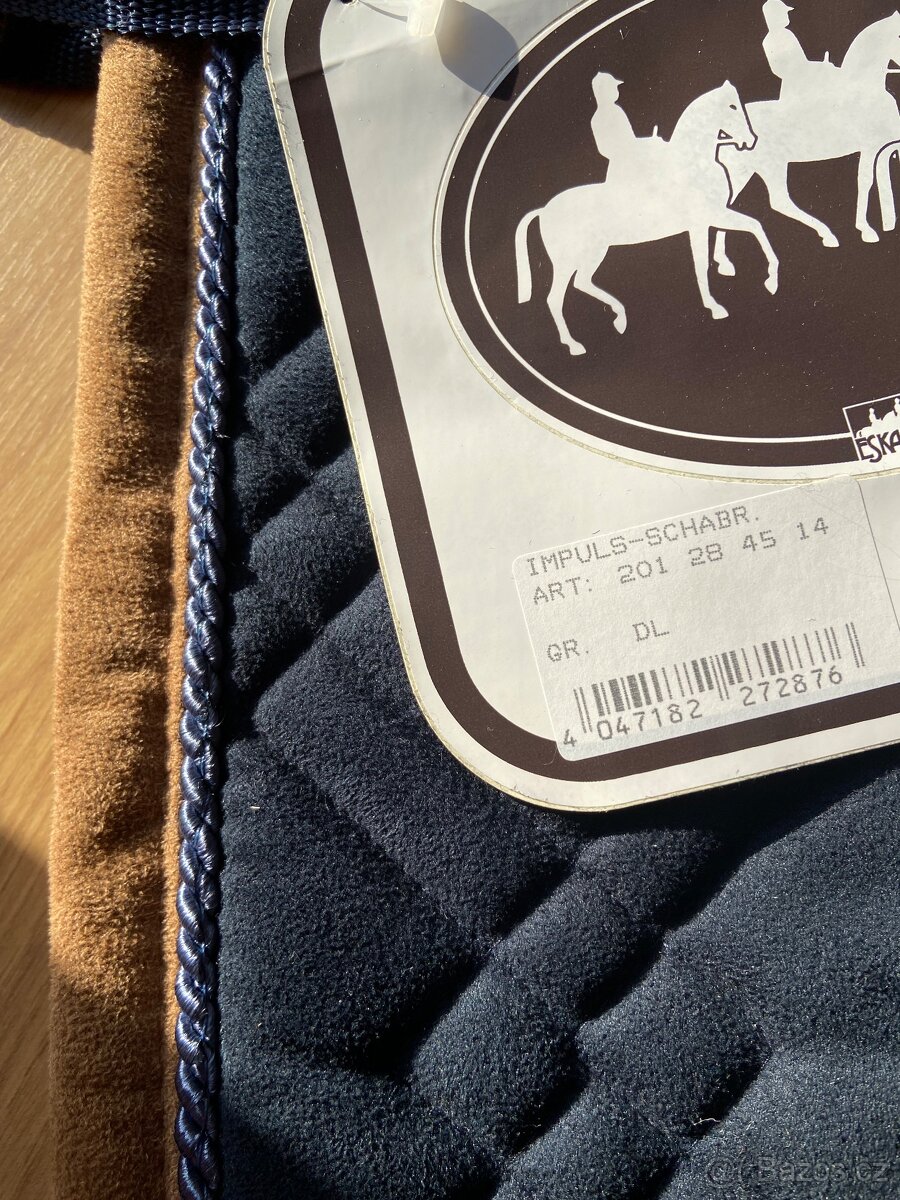 ESKA
IMPULS-SCHABR.
ART: 201 28 45 14
GR. DL
4 047182 272876
Bazos.cz